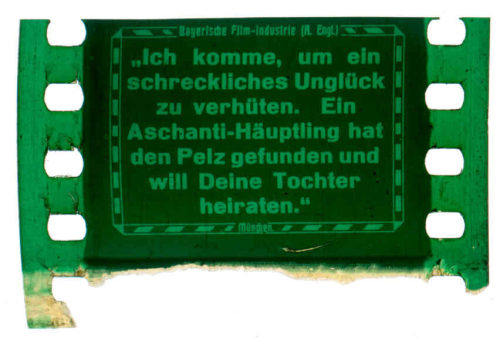 Bayerische Film-Industrie (A. Engl.)
„Ich komme, um ein
schreckliches Unglück
zu verhüten. Ein
Aschanti-Häuptling hat
den Pelz gefunden und
will Deine Tochter
heiraten.“
München